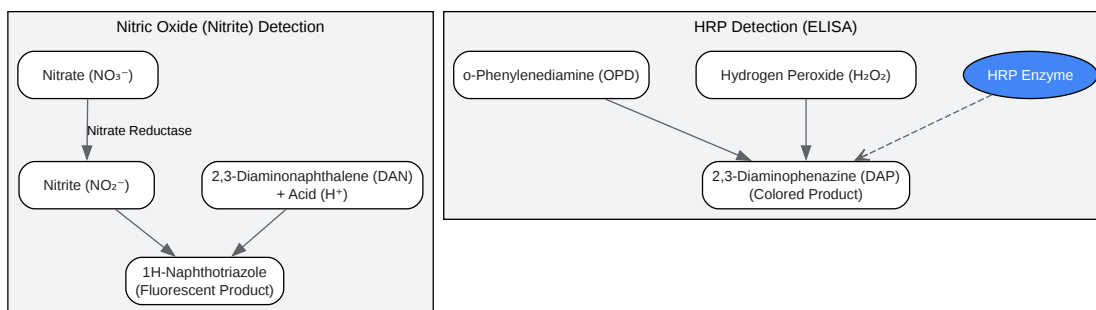 Nitric Oxide (Nitrite) Detection
Nitrate (NO₃⁻)
Nitrate Reductase
Nitrite (NO₂⁻)
2,3-Diaminonaphthalene (DAN)
+ Acid (H⁺)
1H-Naphthotriazole
(Fluorescent Product)
HRP Detection (ELISA)
o-Phenylenediamine (OPD)
Hydrogen Peroxide (H₂O₂)
HRP Enzyme
2,3-Diaminophenazine (DAP)
(Colored Product)